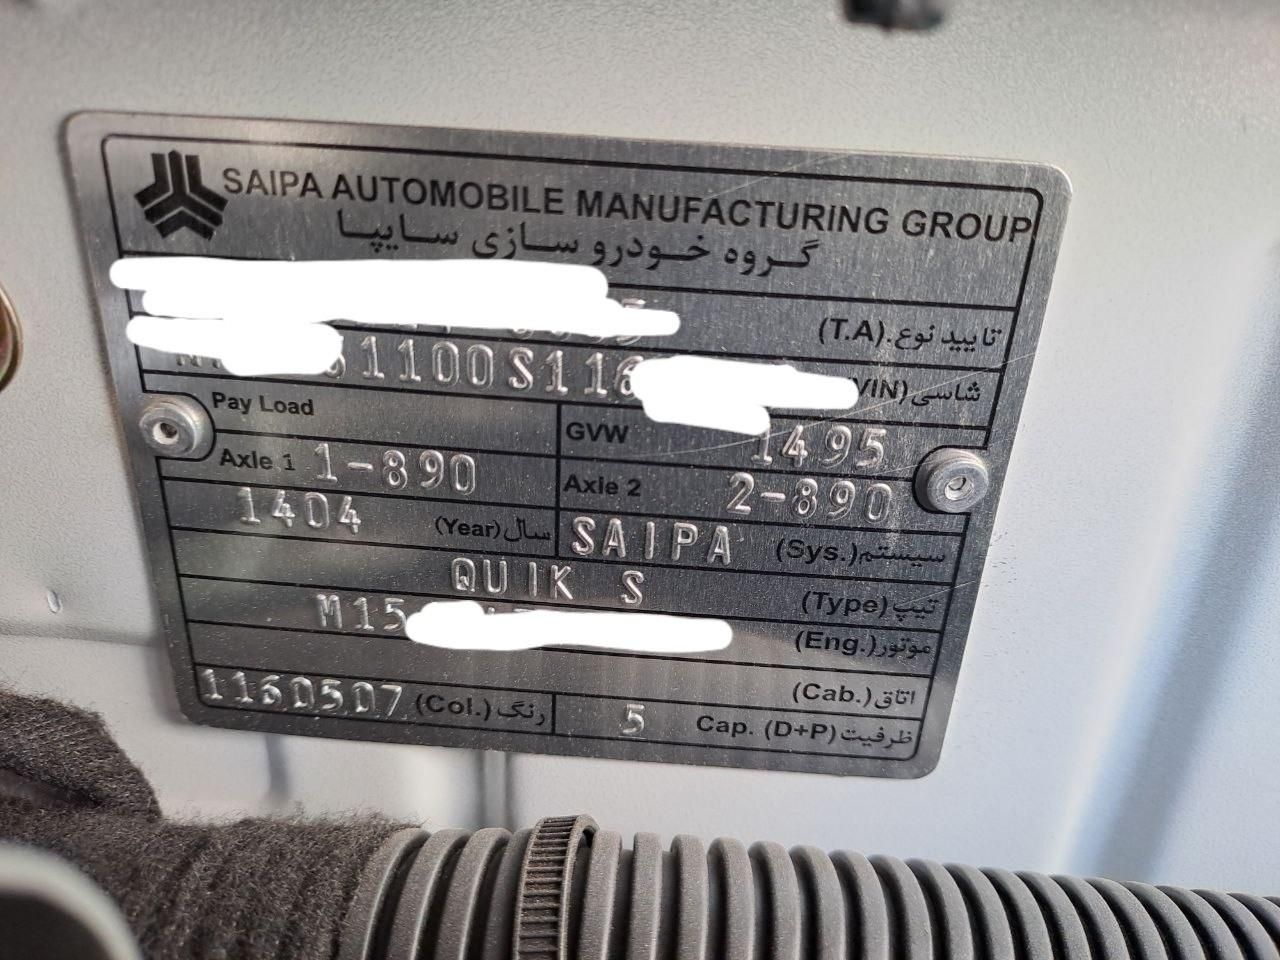 SAIPA AUTOMOBILE MANUFACTURING GROUP
گروه خودرو سازی سایپا
تایید نوع.(T.A)
1100S116 شاسی(VIN)
Pay Load
GVW 1495
Axle 1 1-890 Axle 2 2-890
1404 سال(Year) SAIPA سیستم(Sys.)
QUIK S تیپ(Type)
M15 موتور(Eng.)
اتاق(Cab.)
1160507 رنگ(Col.) 5 ظرفیت(Cap. (D+P